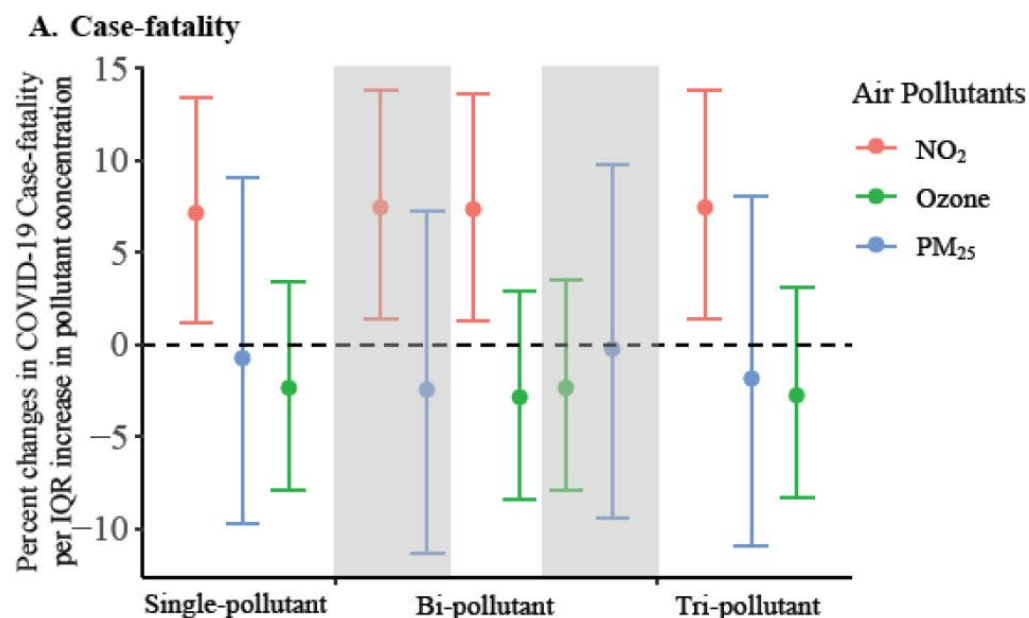 A. Case-fatality
Percent changes in COVID-19 Case-fatality
per IQR increase in pollutant concentration
15
10
5
0
−5
−10
Single-pollutant
Bi-pollutant
Tri-pollutant
Air Pollutants
NO₂
Ozone
PM₂₅